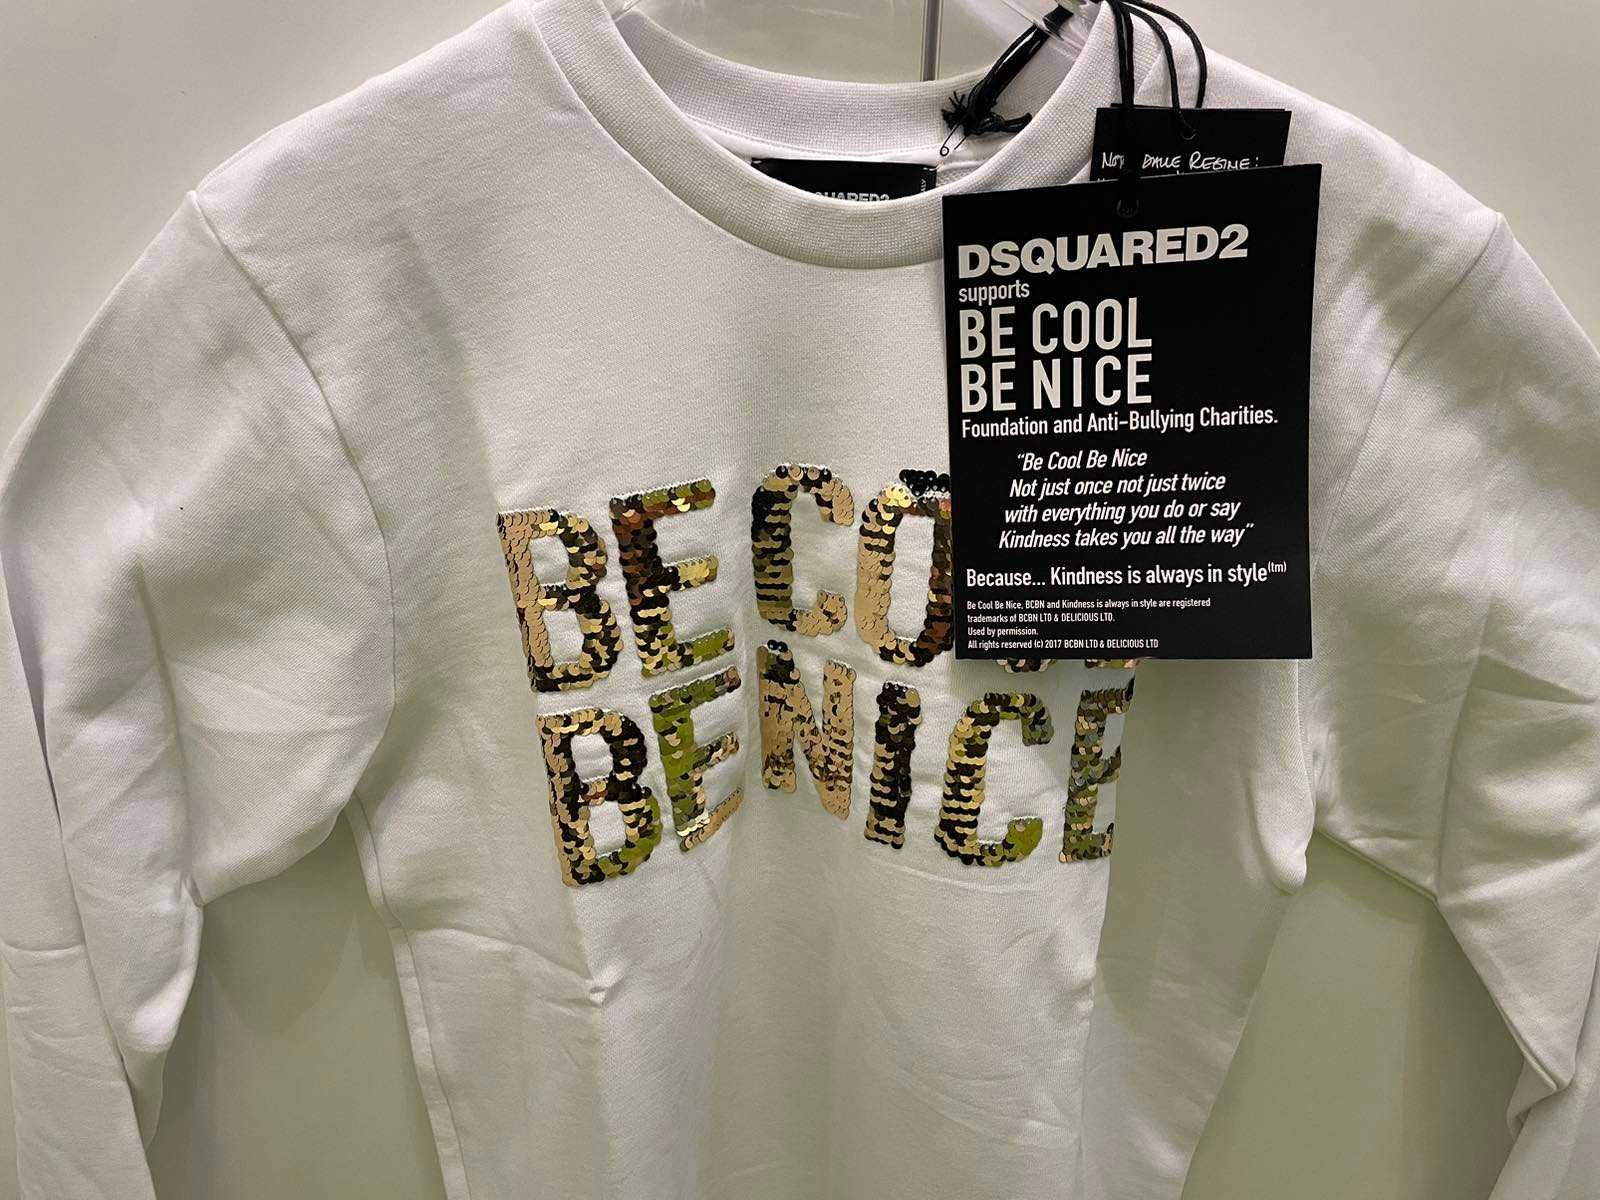 DSQUARED2
NOT DALLE REGINE:
DSQUARED2
supports
BE COOL
BE NICE
Foundation and Anti-Bullying Charities.
"Be Cool Be Nice
Not just once not just twice
with everything you do or say
Kindness takes you all the way"
Because... Kindness is always in style(tm)
Be Cool Be Nice, BCBN and Kindness is always in style are registered
trademarks of BCBN LTD & DELICIOUS LTD.
Used by permission.
All rights reserved (c) 2017 BCBN LTD & DELICIOUS LTD
BE CO
BE NICE